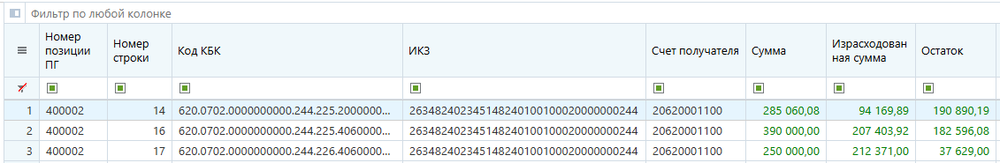 Фильтр по любой колонке
Номер позиции ПГ Номер строки Код КБК ИКЗ Счет получателя Сумма Израсходованная сумма Остаток
1 400002 14 620.0702.0000000000.244.225.2000000... 263482402345148240100100020000000244 20620001100 285 060,08 94 169,89 190 890,19
2 400002 16 620.0702.0000000000.244.225.4060000... 263482402345148240100100020000000244 20620001100 390 000,00 207 403,92 182 596,08
3 400002 17 620.0702.0000000000.244.226.4060000... 263482402345148240100100020000000244 20620001100 250 000,00 212 371,00 37 629,00